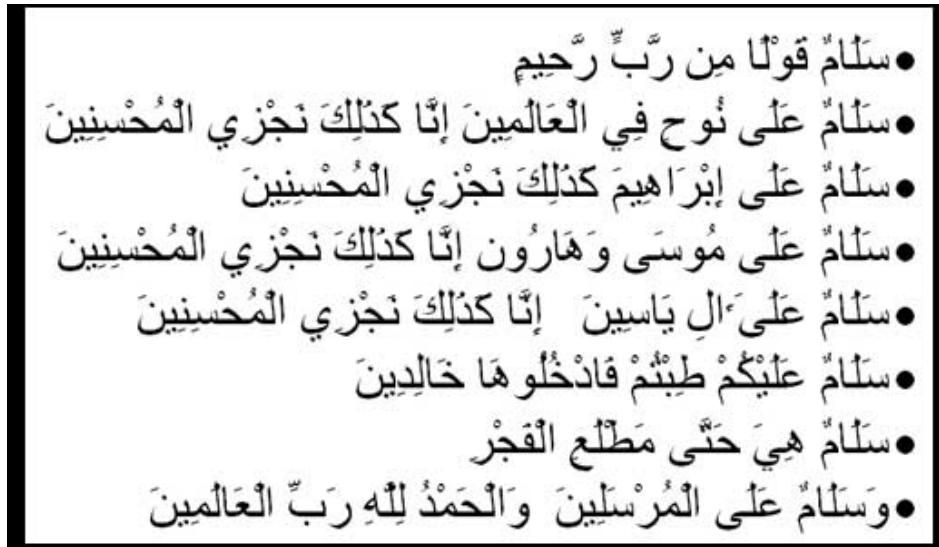 ●سَلَامٌ قَوْلًا مِن رَّبٍّ رَّحِيمٍ
●سَلَامٌ عَلَى نُوحٍ فِي الْعَالَمِينَ إِنَّا كَذَلِكَ نَجْزِي الْمُحْسِنِينَ
●سَلَامٌ عَلَى إِبْرَاهِيمَ كَذَلِكَ نَجْزِي الْمُحْسِنِينَ
●سَلَامٌ عَلَى مُوسَى وَهَارُون إِنَّا كَذَلِكَ نَجْزِي الْمُحْسِنِينَ
●سَلَامٌ عَلَى َءالِ يَاسِينَ إِنَّا كَذَلِكَ نَجْزِي الْمُحْسِنِينَ
●سَلَامٌ عَلَيْكُمْ طِبْتُمْ فَادْخُلُوهَا خَالِدِينَ
●سَلَامٌ هِيَ حَتَّى مَطْلَعِ الْفَجْرِ
●وَسَلَامٌ عَلَى الْمُرْسَلِينَ وَالْحَمْدُ لِلَّهِ رَبِّ الْعَالَمِينَ